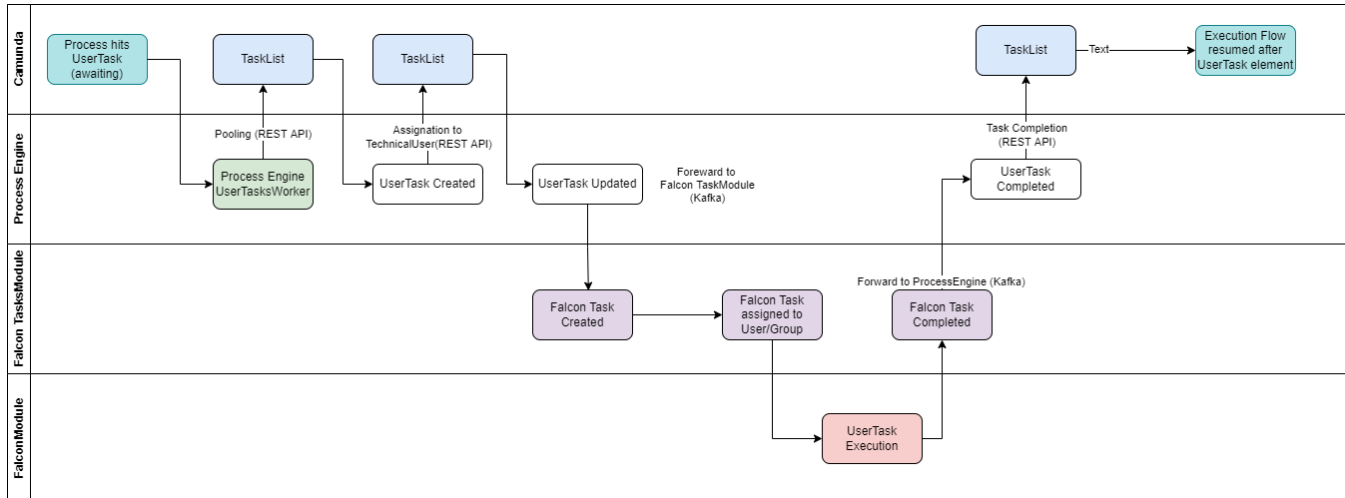 Camunda
Process hits
UserTask
(awaiting)
TaskList
TaskList
TaskList
Text
Execution Flow
resumed after
UserTask element
Process Engine
Pooling (REST API)
Assignation to
TechnicalUser(REST API)
Task Completion
(REST API)
Process Engine
UserTasksWorker
UserTask Created
UserTask Updated
Foreward to
Falcon TaskModule
(Kafka)
UserTask
Completed
Falcon TasksModule
Forward to ProcessEngine (Kafka)
Falcon Task
Created
Falcon Task
assigned to
User/Group
Falcon Task
Completed
FalconModule
UserTask
Execution